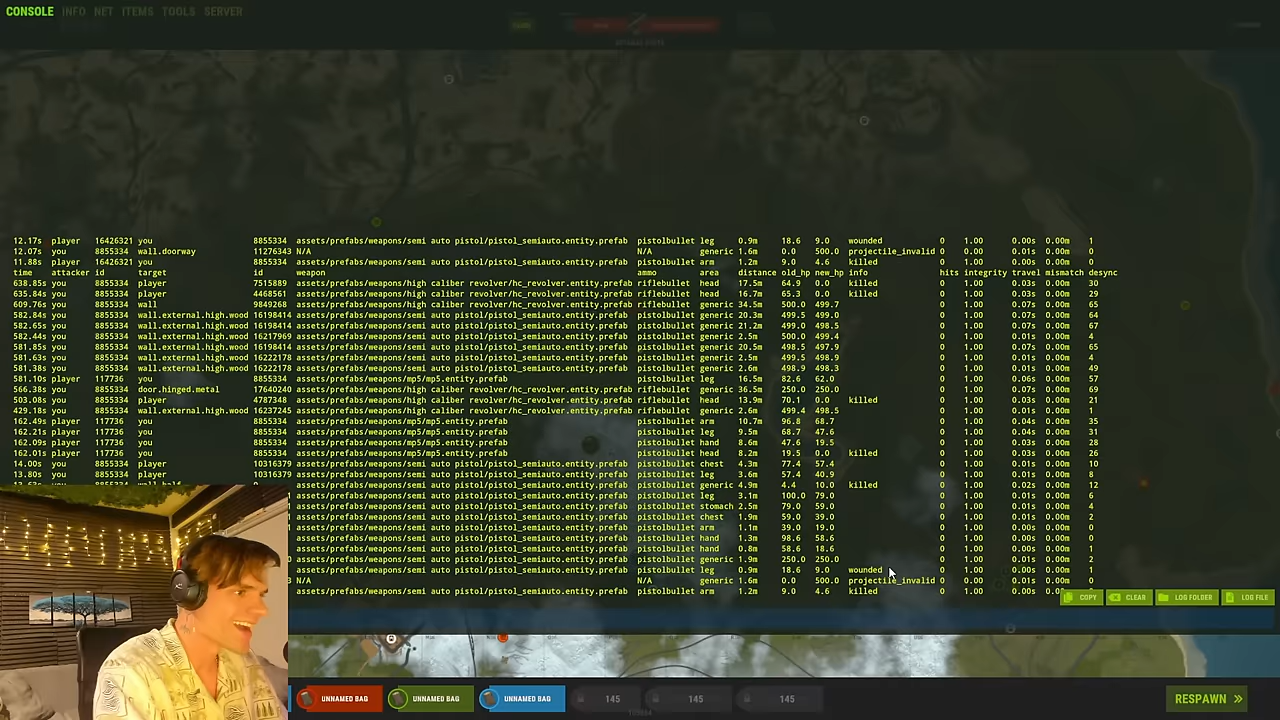 CONSOLE INFO NET ITEMS TOOLS SERVER
12.17s player 16426321 you 8855334 assets/prefabs/weapons/semi auto pistol/pistol_semiauto.entity.prefab pistolbullet leg 0.9m 18.6 9.0 wounded 0 1.00 0.00s 0.00m 1
12.07s you 8855334 wall.doorway 11276343 N/A N/A generic 1.6m 0.0 500.0 projectile_invalid 0 0.00 0.01s 0.00m 0
11.88s player 16426321 you 8855334 assets/prefabs/weapons/semi auto pistol/pistol_semiauto.entity.prefab pistolbullet arm 1.2m 9.0 4.6 killed 0 1.00 0.00s 0.00m 0
time attacker id target id weapon ammo area distance old_hp new_hp info hits integrity travel mismatch desync
638.85s you 8855334 player 7515889 assets/prefabs/weapons/high caliber revolver/hc_revolver.entity.prefab riflebullet head 17.5m 64.9 0.0 killed 0 1.00 0.03s 0.00m 30
635.84s you 8855334 player 4468561 assets/prefabs/weapons/high caliber revolver/hc_revolver.entity.prefab riflebullet head 16.7m 65.3 0.0 killed 0 1.00 0.03s 0.00m 29
609.76s you 8855334 wall 9849268 assets/prefabs/weapons/high caliber revolver/hc_revolver.entity.prefab riflebullet generic 34.5m 500.0 499.7 0 1.00 0.07s 0.00m 65
582.84s you 8855334 wall.external.high.wood 16198414 assets/prefabs/weapons/semi auto pistol/pistol_semiauto.entity.prefab pistolbullet generic 20.3m 499.5 499.0 0 1.00 0.07s 0.00m 64
582.65s you 8855334 wall.external.high.wood 16198414 assets/prefabs/weapons/semi auto pistol/pistol_semiauto.entity.prefab pistolbullet generic 21.2m 499.0 498.5 0 1.00 0.07s 0.00m 67
582.44s you 8855334 wall.external.high.wood 16217969 assets/prefabs/weapons/semi auto pistol/pistol_semiauto.entity.prefab pistolbullet generic 2.5m 500.0 499.4 0 1.00 0.01s 0.00m 4
581.85s you 8855334 wall.external.high.wood 16198414 assets/prefabs/weapons/semi auto pistol/pistol_semiauto.entity.prefab pistolbullet generic 20.5m 498.5 497.9 0 1.00 0.07s 0.00m 65
581.63s you 8855334 wall.external.high.wood 16222178 assets/prefabs/weapons/semi auto pistol/pistol_semiauto.entity.prefab pistolbullet generic 2.5m 499.5 498.9 0 1.00 0.01s 0.00m 4
581.38s you 8855334 wall.external.high.wood 16222178 assets/prefabs/weapons/semi auto pistol/pistol_semiauto.entity.prefab pistolbullet generic 2.6m 498.9 498.3 0 1.00 0.01s 0.00m 49
581.10s player 117736 you 8855334 assets/prefabs/weapons/mp5/mp5.entity.prefab pistolbullet leg 16.5m 82.6 62.0 0 1.00 0.06s 0.00m 57
566.38s you 8855334 door.hinged.metal 17640240 assets/prefabs/weapons/high caliber revolver/hc_revolver.entity.prefab riflebullet generic 36.5m 250.0 250.0 0 1.00 0.07s 0.00m 69
503.08s you 8855334 player 4787348 assets/prefabs/weapons/high caliber revolver/hc_revolver.entity.prefab riflebullet head 13.9m 70.1 0.0 killed 0 1.00 0.03s 0.00m 21
429.18s you 8855334 wall.external.high.wood 16237245 assets/prefabs/weapons/high caliber revolver/hc_revolver.entity.prefab riflebullet generic 2.6m 499.4 498.5 0 1.00 0.01s 0.00m 1
162.49s player 117736 you 8855334 assets/prefabs/weapons/mp5/mp5.entity.prefab pistolbullet arm 10.7m 96.8 68.7 0 1.00 0.04s 0.00m 35
162.21s player 117736 you 8855334 assets/prefabs/weapons/mp5/mp5.entity.prefab pistolbullet leg 9.5m 68.7 47.6 0 1.00 0.04s 0.00m 31
162.09s player 117736 you 8855334 assets/prefabs/weapons/mp5/mp5.entity.prefab pistolbullet hand 8.6m 47.6 19.5 0 1.00 0.03s 0.00m 28
162.01s player 117736 you 8855334 assets/prefabs/weapons/mp5/mp5.entity.prefab pistolbullet head 8.2m 19.5 0.0 killed 0 1.00 0.03s 0.00m 26
14.00s you 8855334 player 10316379 assets/prefabs/weapons/semi auto pistol/pistol_semiauto.entity.prefab pistolbullet chest 4.3m 77.4 57.4 0 1.00 0.01s 0.00m 10
13.80s you 8855334 player 10316379 assets/prefabs/weapons/semi auto pistol/pistol_semiauto.entity.prefab pistolbullet leg 3.6m 57.4 40.9 0 1.00 0.01s 0.00m 8
8855334 assets/prefabs/weapons/semi auto pistol/pistol_semiauto.entity.prefab pistolbullet generic 4.9m 4.4 10.0 killed 0 1.00 0.02s 0.00m 12
assets/prefabs/weapons/semi auto pistol/pistol_semiauto.entity.prefab pistolbullet leg 3.1m 100.0 79.0 0 1.00 0.01s 0.00m 6
assets/prefabs/weapons/semi auto pistol/pistol_semiauto.entity.prefab pistolbullet stomach 2.5m 79.0 59.0 0 1.00 0.01s 0.00m 4
assets/prefabs/weapons/semi auto pistol/pistol_semiauto.entity.prefab pistolbullet chest 1.9m 59.0 39.0 0 1.00 0.01s 0.00m 2
assets/prefabs/weapons/semi auto pistol/pistol_semiauto.entity.prefab pistolbullet arm 1.1m 39.0 19.0 0 1.00 0.01s 0.00m 0
assets/prefabs/weapons/semi auto pistol/pistol_semiauto.entity.prefab pistolbullet hand 1.3m 98.6 58.6 0 1.00 0.01s 0.00m 0
assets/prefabs/weapons/semi auto pistol/pistol_semiauto.entity.prefab pistolbullet hand 0.8m 58.6 18.6 0 1.00 0.00s 0.00m 1
assets/prefabs/weapons/semi auto pistol/pistol_semiauto.entity.prefab pistolbullet generic 1.9m 250.0 250.0 0 1.00 0.01s 0.00m 2
assets/prefabs/weapons/semi auto pistol/pistol_semiauto.entity.prefab pistolbullet leg 0.9m 18.6 9.0 wounded 0 1.00 0.00s 0.00m 1
N/A N/A generic 1.6m 0.0 500.0 projectile_invalid 0 0.00 0.01s 0.00m 0
assets/prefabs/weapons/semi auto pistol/pistol_semiauto.entity.prefab pistolbullet arm 1.2m 9.0 4.6 killed 0 1.00 0.00s 0.00m
COPY CLEAR LOG FOLDER LOG FILE
UNNAMED BAG UNNAMED BAG UNNAMED BAG 145 145 145
RESPAWN